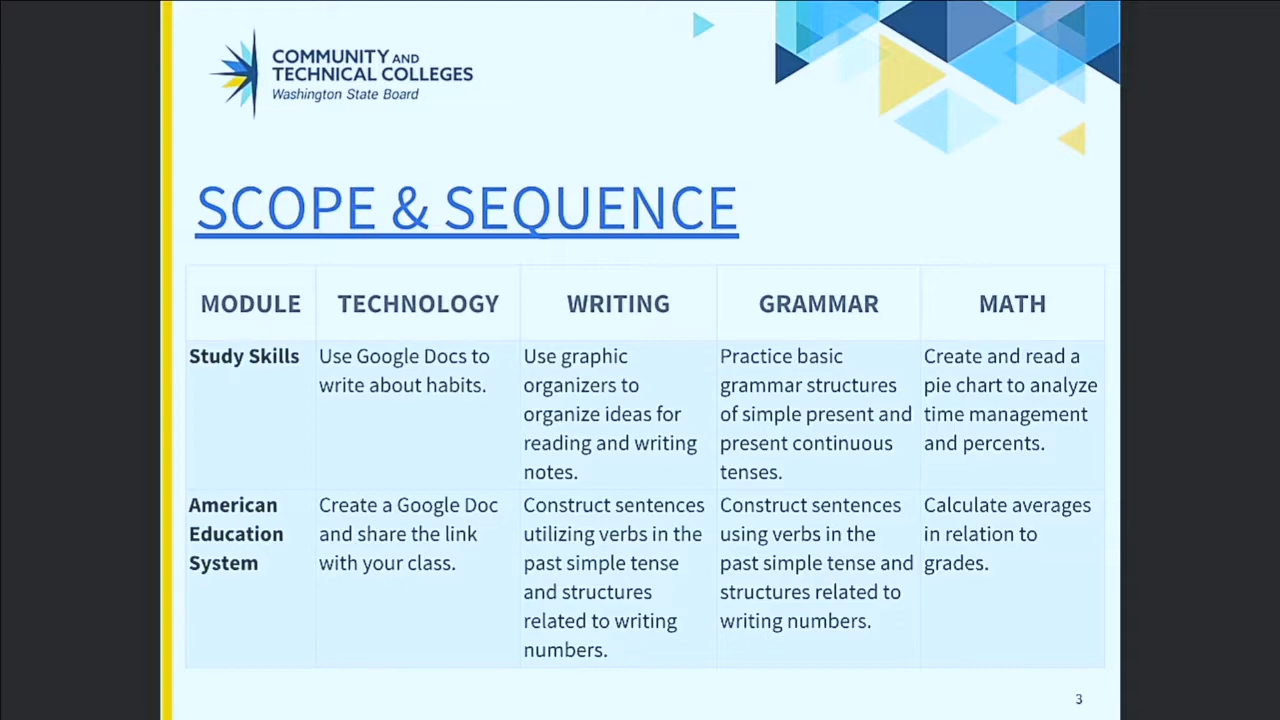 COMMUNITY AND
TECHNICAL COLLEGES
Washington State Board
SCOPE & SEQUENCE
MODULE
TECHNOLOGY
WRITING
GRAMMAR
MATH
Study Skills
Use Google Docs to
write about habits.
Use graphic
organizers to
organize ideas for
reading and writing
notes.
Practice basic
grammar structures
of simple present and
present continuous
tenses.
Create and read a
pie chart to analyze
time management
and percents.
American
Education
System
Create a Google Doc
and share the link
with your class.
Construct sentences
utilizing verbs in the
past simple tense
and structures
related to writing
numbers.
Construct sentences
using verbs in the
past simple tense and
structures related to
writing numbers.
Calculate averages
in relation to
grades.
3